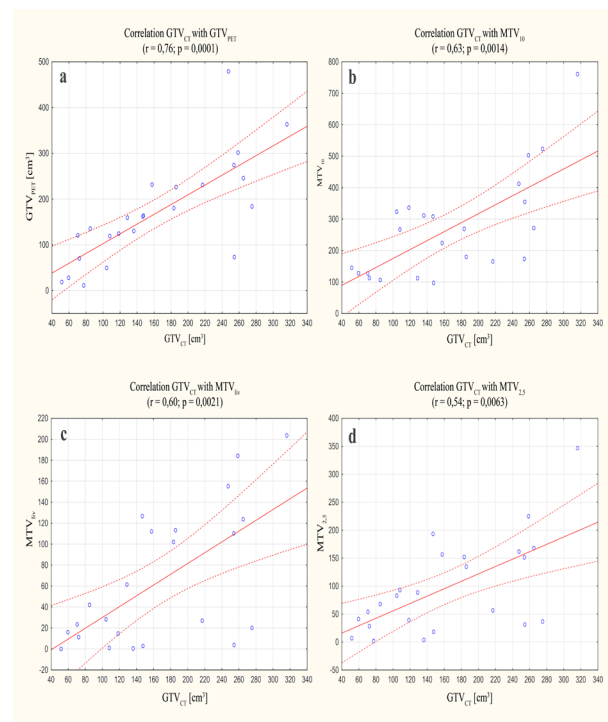 Correlation GTV_CT with GTV_PET
(r = 0,76; p = 0,0001)
a
500
400
300
200
100
0
GTV_PET [cm³]
40 60 80 100 120 140 160 180 200 220 240 260 280 300 320 340
GTV_CT [cm³]
Correlation GTV_CT with MTV_10
(r = 0,63; p = 0,0014)
b
800
700
600
500
400
300
200
100
0
MTV_10
40 60 80 100 120 140 160 180 200 220 240 260 280 300 320 340
GTV_CT [cm³]
Correlation GTV_CT with MTV_liv
(r = 0,60; p = 0,0021)
c
220
200
180
160
140
120
100
80
60
40
20
0
-20
MTV_liv
40 60 80 100 120 140 160 180 200 220 240 260 280 300 320 340
GTV_CT [cm³]
Correlation GTV_CT with MTV_2,5
(r = 0,54; p = 0,0063)
d
400
350
300
250
200
150
100
50
0
-50
MTV_2,5
40 60 80 100 120 140 160 180 200 220 240 260 280 300 320 340
GTV_CT [cm³]